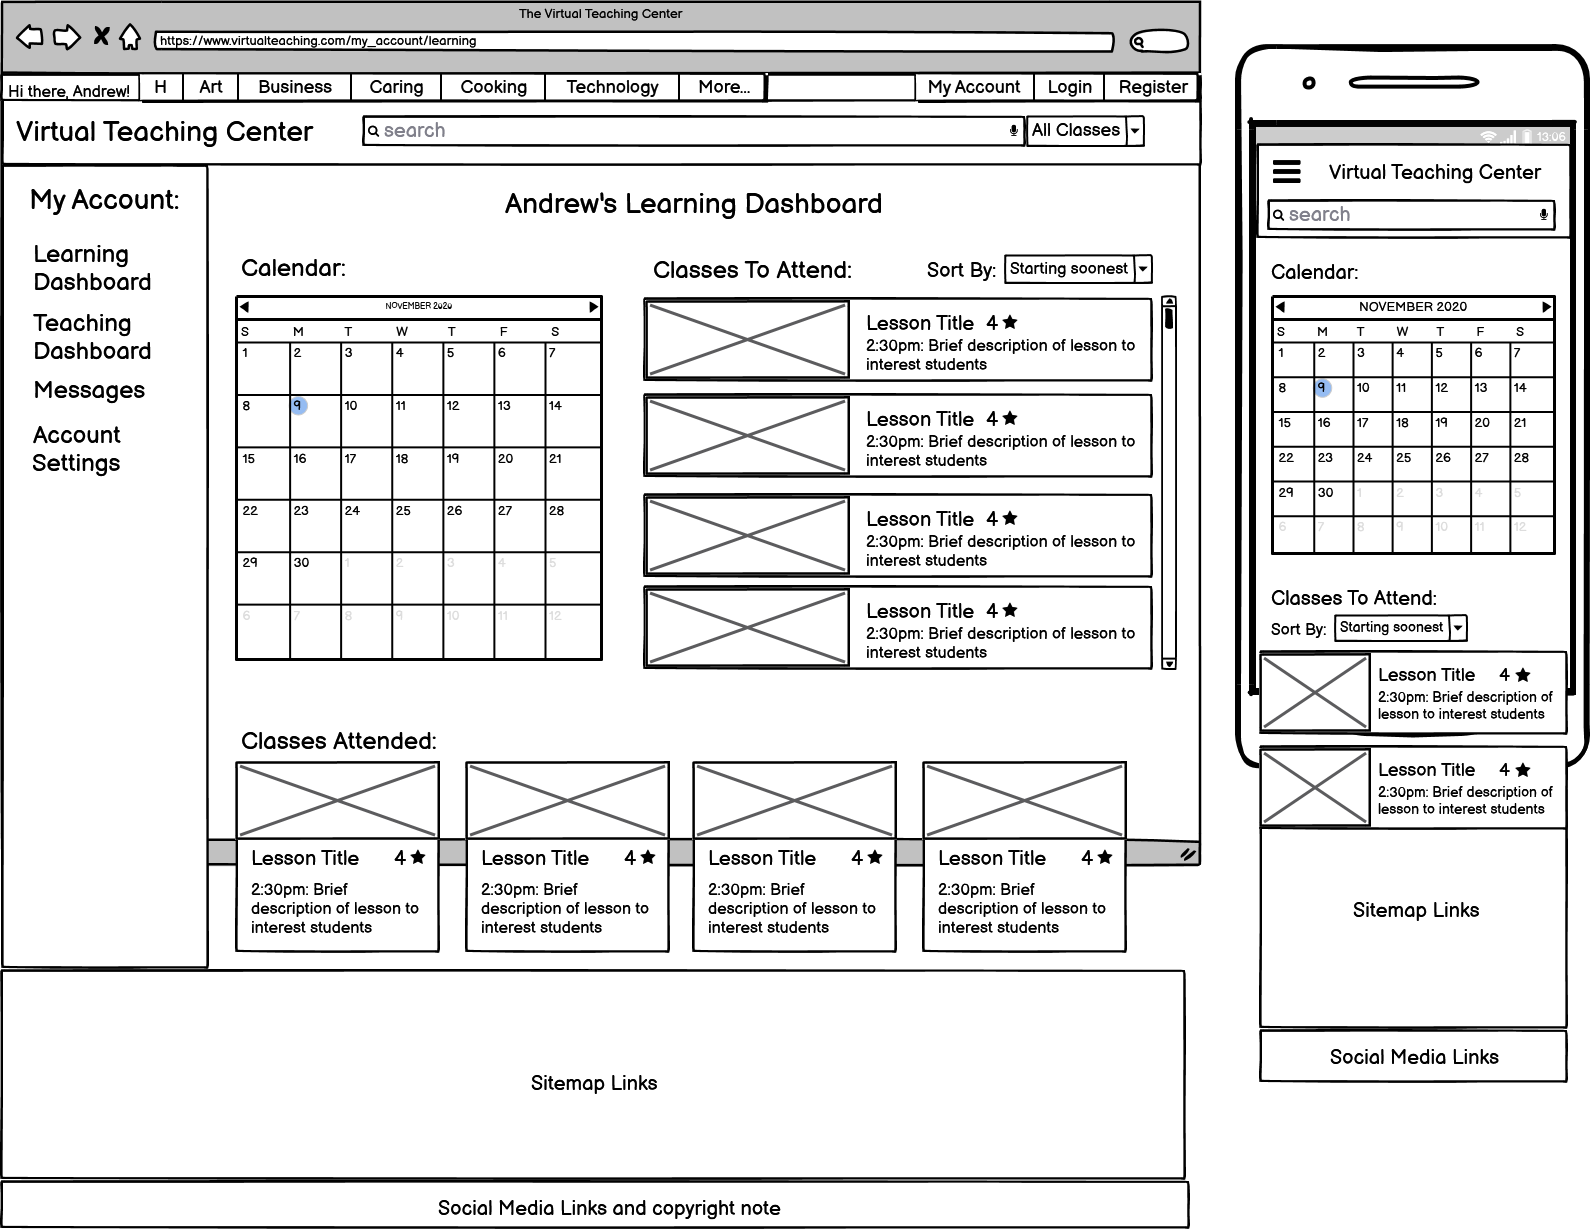 The Virtual Teaching Center
https://www.virtualteaching.com/my_account/learning
Hi there, Andrew! H Art Business Caring Cooking Technology More... My Account Login Register
Virtual Teaching Center search All Classes
My Account:
Learning
Dashboard
Teaching
Dashboard
Messages
Account
Settings
Andrew's Learning Dashboard
Calendar:
NOVEMBER 2020
S M T W T F S
1 2 3 4 5 6 7
8 9 10 11 12 13 14
15 16 17 18 19 20 21
22 23 24 25 26 27 28
29 30 1 2 3 4 5
6 7 8 9 10 11 12
Classes To Attend: Sort By: Starting soonest
Lesson Title 4★
2:30pm: Brief description of lesson to
interest students
Lesson Title 4★
2:30pm: Brief description of lesson to
interest students
Lesson Title 4★
2:30pm: Brief description of lesson to
interest students
Lesson Title 4★
2:30pm: Brief description of lesson to
interest students
Classes Attended:
Lesson Title 4★
2:30pm: Brief
description of lesson to
interest students
Lesson Title 4★
2:30pm: Brief
description of lesson to
interest students
Lesson Title 4★
2:30pm: Brief
description of lesson to
interest students
Lesson Title 4★
2:30pm: Brief
description of lesson to
interest students
Sitemap Links
Social Media Links and copyright note
13:06
Virtual Teaching Center
search
Calendar:
NOVEMBER 2020
S M T W T F S
1 2 3 4 5 6 7
8 9 10 11 12 13 14
15 16 17 18 19 20 21
22 23 24 25 26 27 28
29 30 1 2 3 4 5
6 7 8 9 10 11 12
Classes To Attend:
Sort By: Starting soonest
Lesson Title 4★
2:30pm: Brief description of
lesson to interest students
Lesson Title 4★
2:30pm: Brief description of
lesson to interest students
Sitemap Links
Social Media Links